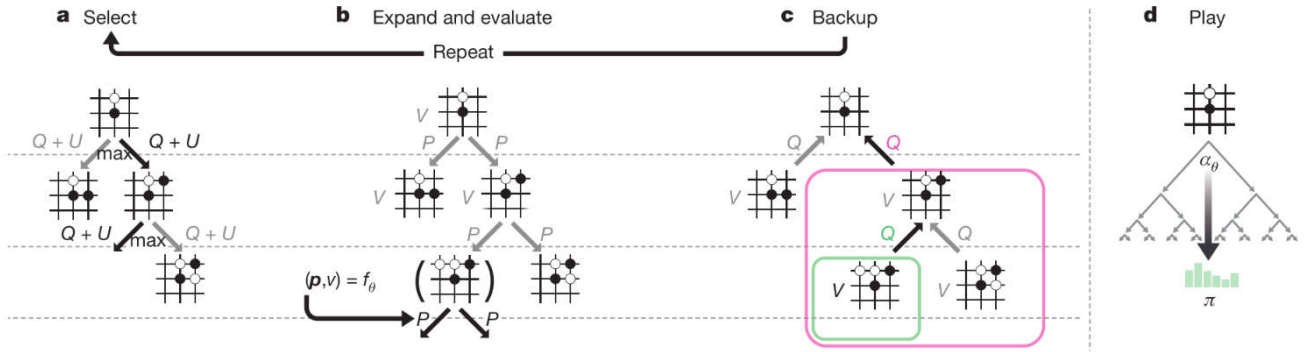 a Select
b Expand and evaluate
c Backup
d Play
Repeat
Q + U
max
Q + U
Q + U
max
Q + U
V
P
P
V
V
P
P
(p,v) = fθ
( )
P
P
Q
Q
V
V
Q
Q
V
V
αθ
π